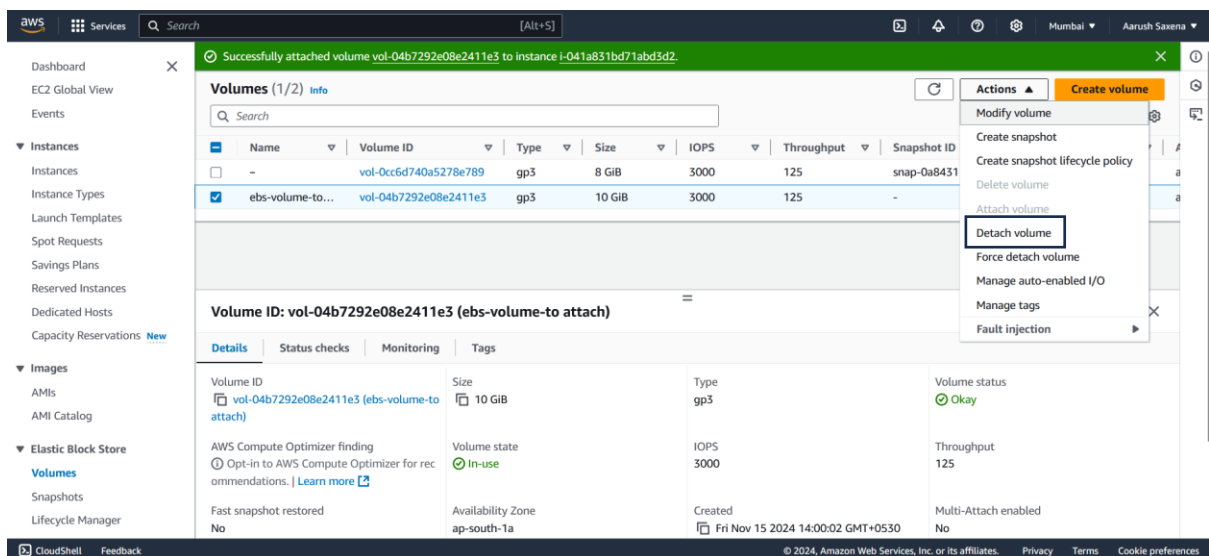 aws Services Search [Alt+S] Mumbai Aarush Saxena
Successfully attached volume vol-04b7292e08e2411e3 to instance i-041a831bd71abd3d2.
Dashboard
EC2 Global View
Events
Instances
Instances
Instance Types
Launch Templates
Spot Requests
Savings Plans
Reserved Instances
Dedicated Hosts
Capacity Reservations New
Images
AMIs
AMI Catalog
Elastic Block Store
Volumes
Snapshots
Lifecycle Manager
Volumes (1/2) Info
Actions
Create volume
Search
Name Volume ID Type Size IOPS Throughput Snapshot ID
– vol-0cc6d740a5278e789 gp3 8 GiB 3000 125 snap-0a8431
ebs-volume-to... vol-04b7292e08e2411e3 gp3 10 GiB 3000 125 -
Modify volume
Create snapshot
Create snapshot lifecycle policy
Delete volume
Attach volume
Detach volume
Force detach volume
Manage auto-enabled I/O
Manage tags
Fault injection
Volume ID: vol-04b7292e08e2411e3 (ebs-volume-to attach)
Details Status checks Monitoring Tags
Volume ID
vol-04b7292e08e2411e3 (ebs-volume-to
attach)
Size
10 GiB
Type
gp3
Volume status
Okay
AWS Compute Optimizer finding
Opt-in to AWS Compute Optimizer for rec
ommendations. | Learn more
Volume state
In-use
IOPS
3000
Throughput
125
Fast snapshot restored
No
Availability Zone
ap-south-1a
Created
Fri Nov 15 2024 14:00:02 GMT+0530
Multi-Attach enabled
No
CloudShell Feedback © 2024, Amazon Web Services, Inc. or its affiliates. Privacy Terms Cookie preferences